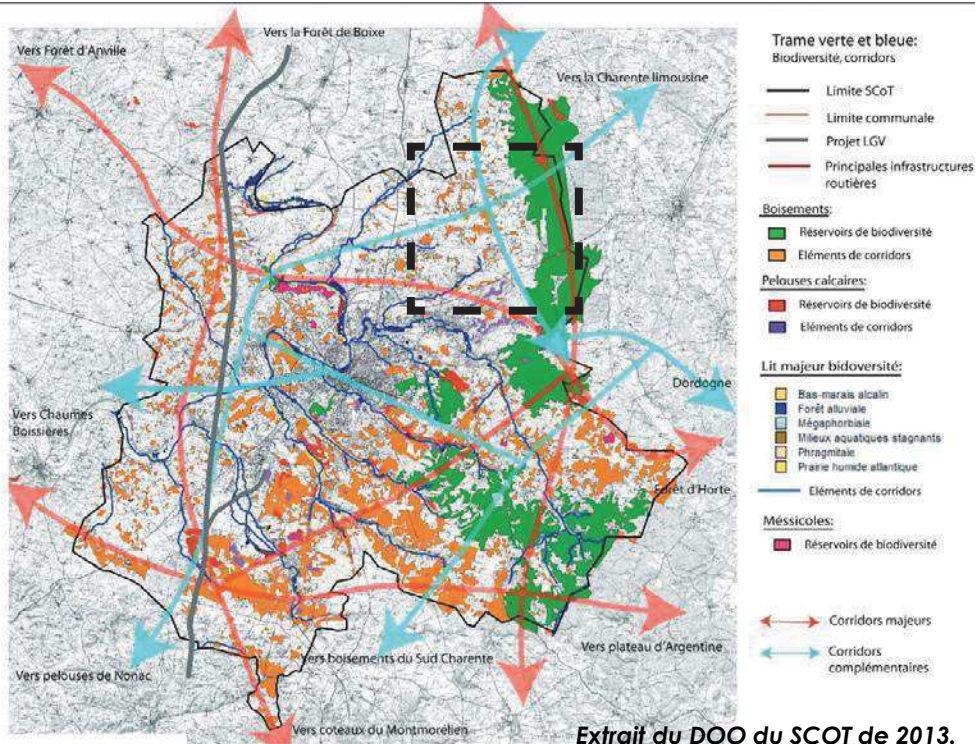 Vers la Forêt de Boixe
Vers Forêt d'Anville
Vers la Charente limousine
Dordogne
Vers Chaumes
Boissières
Forêt d'Horte
Vers plateau d'Argentine
Vers boisements du Sud Charente
Vers pelouses de Nonac
Vers coteaux du Montmorélien
Trame verte et bleue:
Biodiversité, corridors
Limite SCoT
Limite communale
Projet LGV
Principales infrastructures
routières
Boisements:
Réservoirs de biodiversité
Eléments de corridors
Pelouses calcaires:
Réservoirs de biodiversité
Eléments de corridors
Lit majeur bidoversité:
Bas-marais alcalin
Forêt alluviale
Mégaphorbiaie
Milieux aquatiques stagnants
Phragmitaie
Prairie humide atlantique
Eléments de corridors
Méssicoles:
Réservoirs de biodiversité
Corridors majeurs
Corridors
complémentaires
Extrait du DOO du SCOT de 2013.